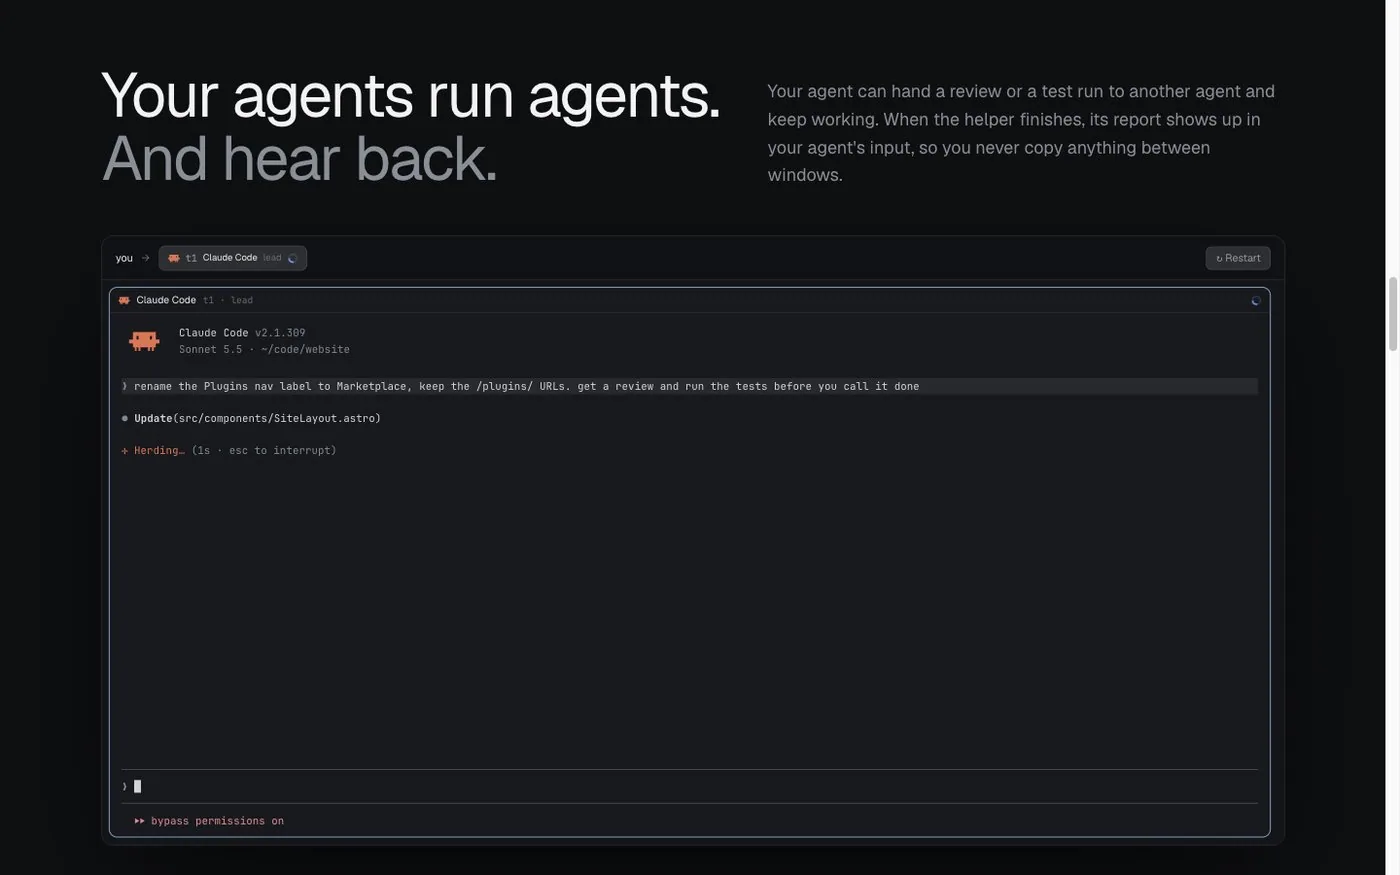 Your agents run agents.
And hear back.
Your agent can hand a review or a test run to another agent and
keep working. When the helper finishes, its report shows up in
your agent's input, so you never copy anything between
windows.
you → t1 Claude Code lead
↻ Restart
Claude Code t1 · lead
Claude Code v2.1.309
Sonnet 5.5 · ~/code/website
❯ rename the Plugins nav label to Marketplace, keep the /plugins/ URLs. get a review and run the tests before you call it done
● Update(src/components/SiteLayout.astro)
✢ Herding… (1s · esc to interrupt)
❯
▸▸ bypass permissions on